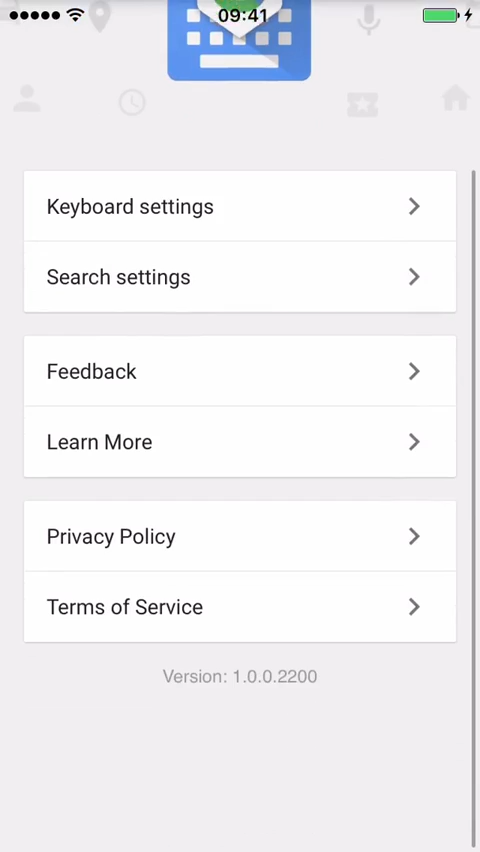 09:41
Keyboard settings
Search settings
Feedback
Learn More
Privacy Policy
Terms of Service
Version: 1.0.0.2200